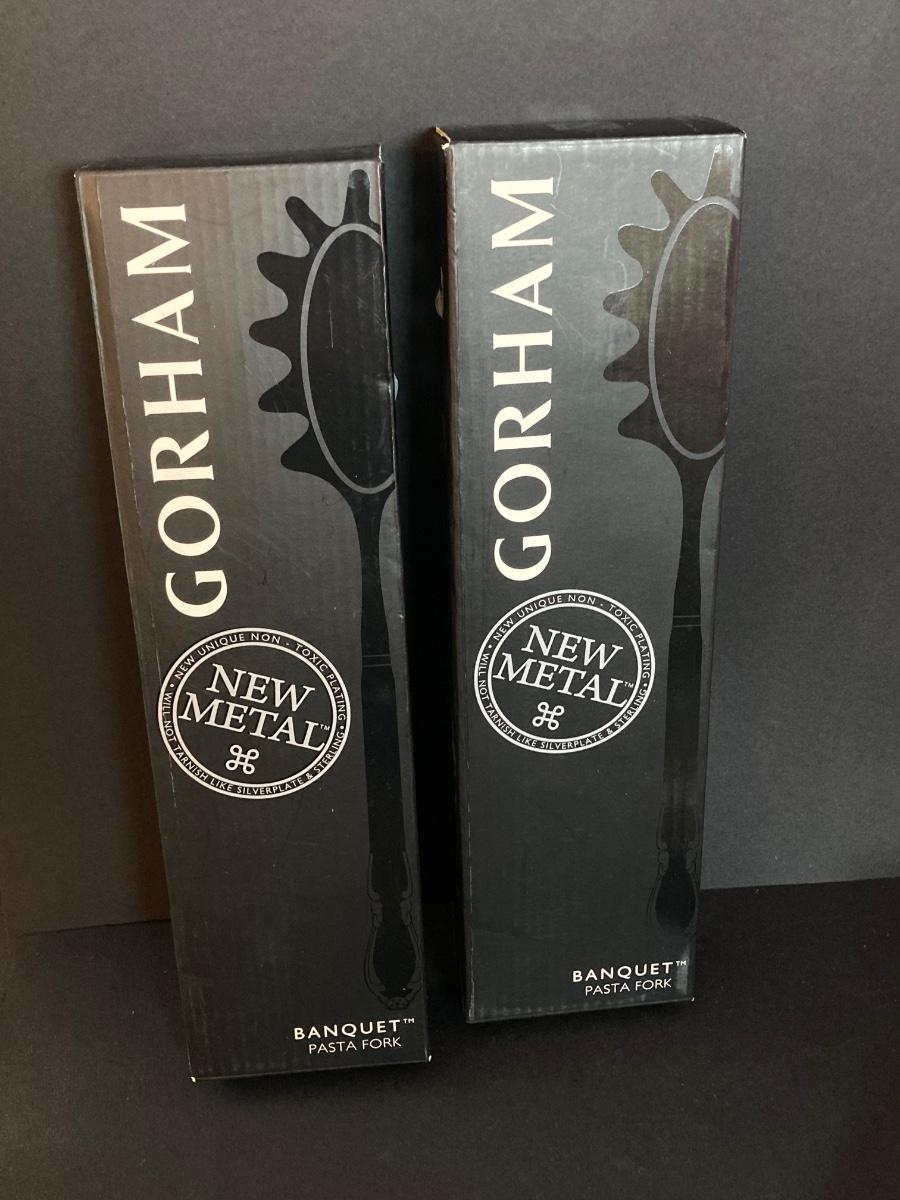 GORHAM
• NEW UNIQUE NON - TOXIC PLATING •
NEW
METAL™
WILL NOT TARNISH LIKE SILVERPLATE & STERLING
BANQUET™
PASTA FORK
GORHAM
• NEW UNIQUE NON - TOXIC PLATING •
NEW
METAL™
WILL NOT TARNISH LIKE SILVERPLATE & STERLING
BANQUET™
PASTA FORK